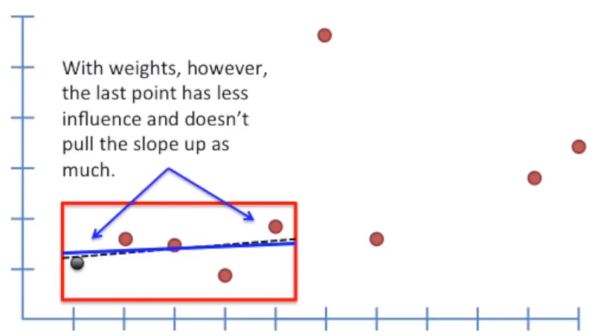 With weights, however,
the last point has less
influence and doesn't
pull the slope up as
much.